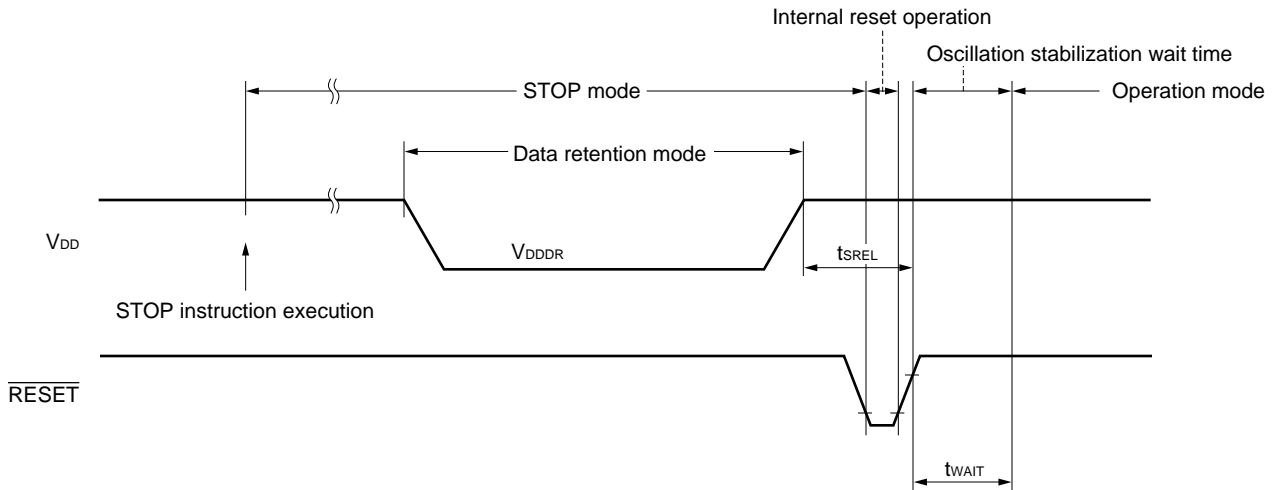 Internal reset operation
Oscillation stabilization wait time
STOP mode
Operation mode
Data retention mode
VDD
VDDDR
tSREL
STOP instruction execution
RESET
tWAIT